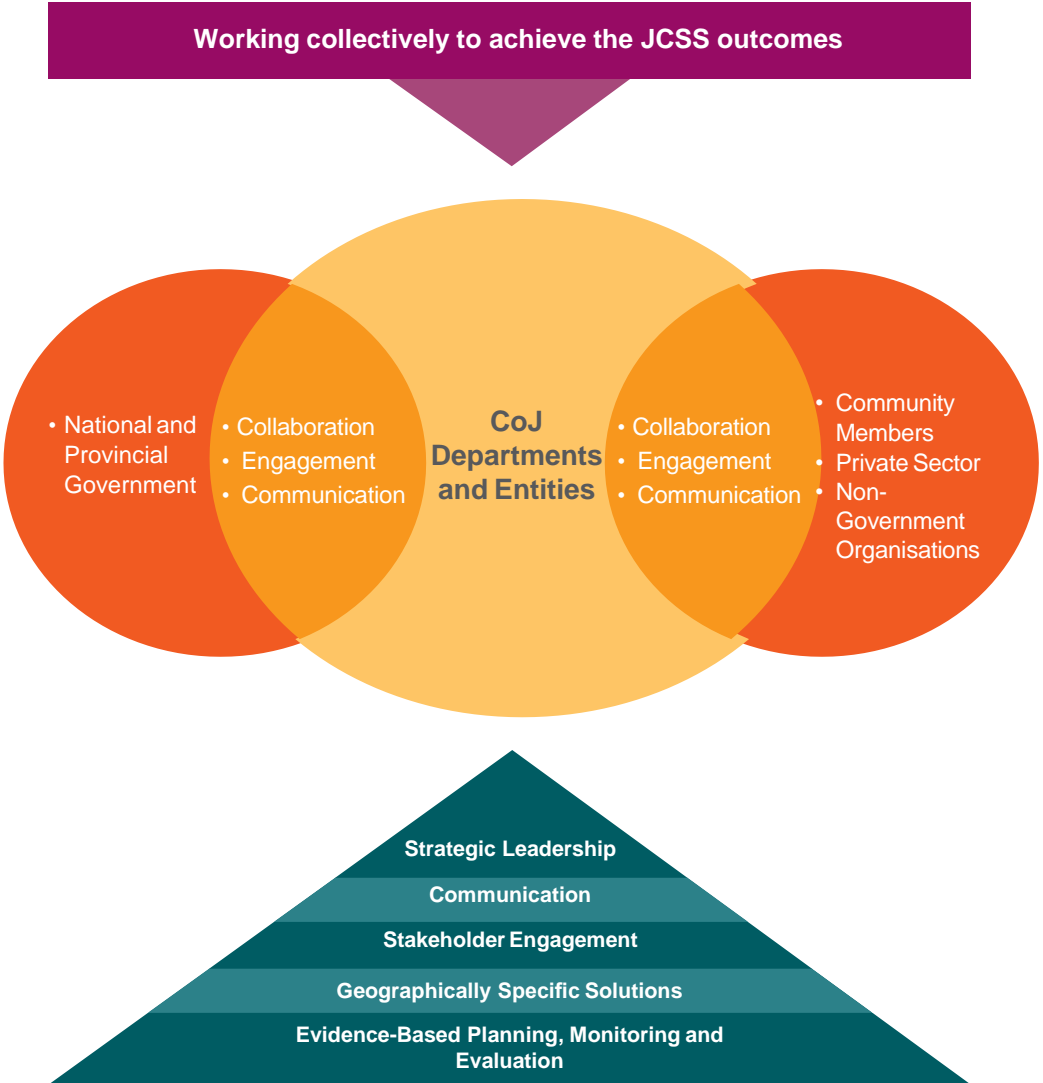 Working collectively to achieve the JCSS outcomes
• National and
Provincial
Government
• Collaboration
• Engagement
• Communication
CoJ
Departments
and Entities
• Collaboration
• Engagement
• Communication
• Community
Members
• Private Sector
• Non-
Government
Organisations
Strategic Leadership
Communication
Stakeholder Engagement
Geographically Specific Solutions
Evidence-Based Planning, Monitoring and
Evaluation